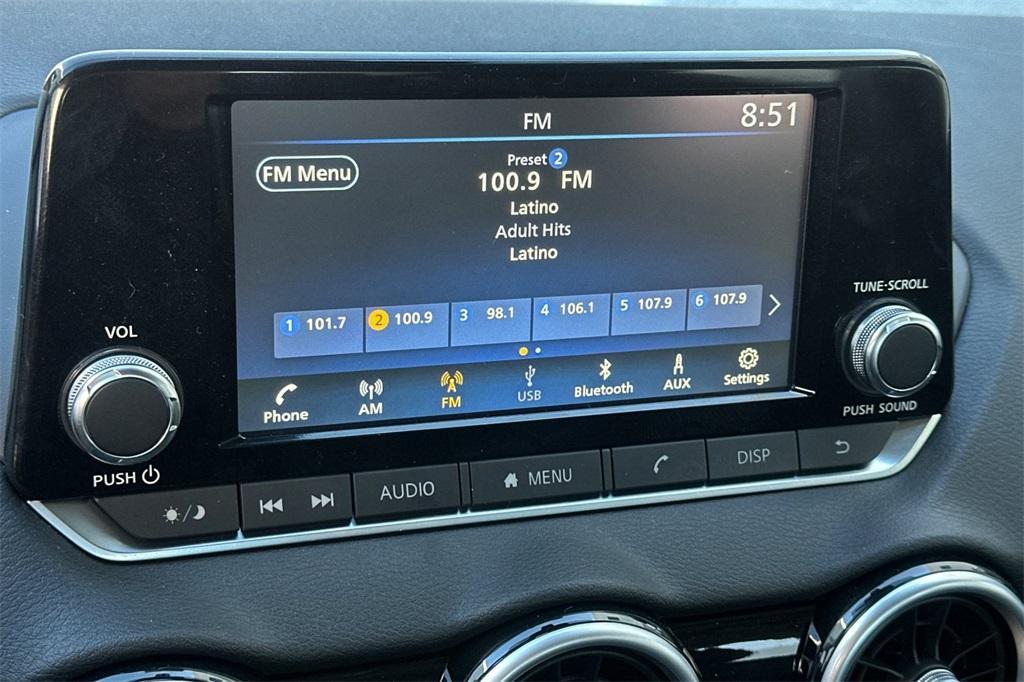 FM
8:51
FM Menu
Preset 2
100.9 FM
Latino
Adult Hits
Latino
1 101.7
2 100.9
3 98.1
4 106.1
5 107.9
6 107.9
Phone
AM
FM
USB
Bluetooth
AUX
Settings
VOL
PUSH
TUNE·SCROLL
PUSH SOUND
AUDIO
MENU
DISP